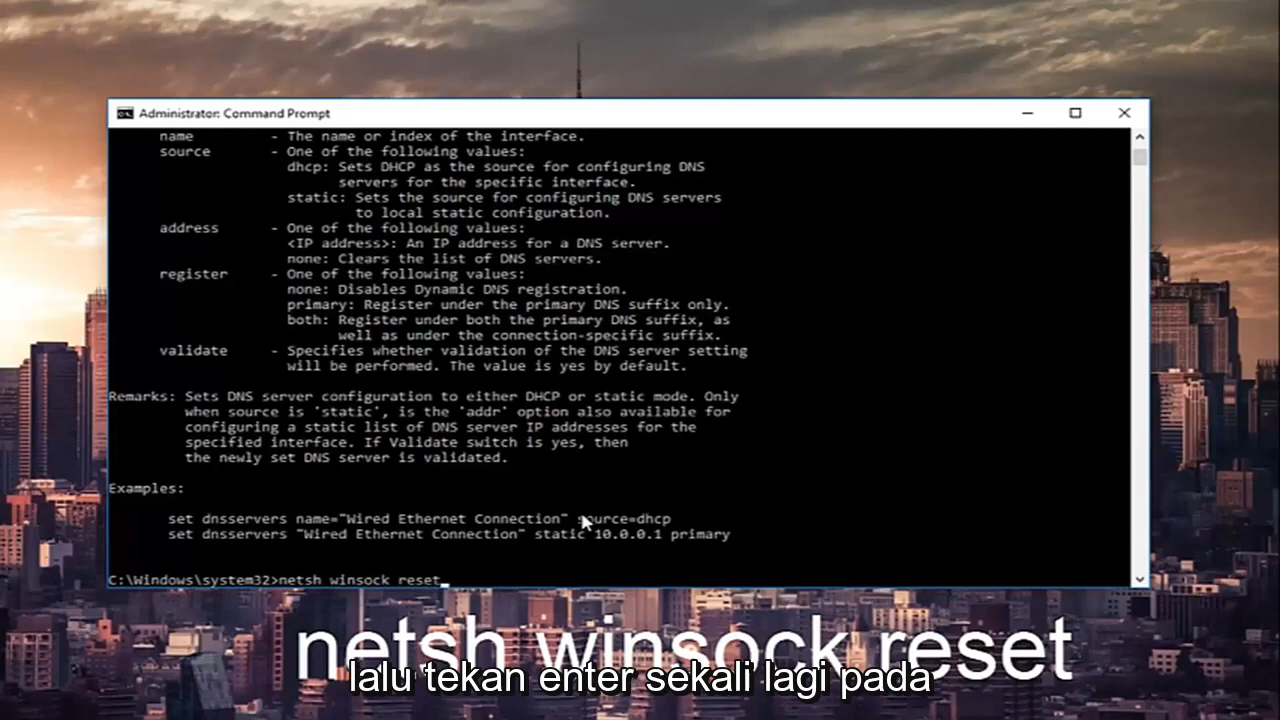 Administrator: Command Prompt
name - The name or index of the interface.
source - One of the following values:
dhcp: Sets DHCP as the source for configuring DNS
servers for the specific interface.
static: Sets the source for configuring DNS servers
to local static configuration.
address - One of the following values:
<IP address>: An IP address for a DNS server.
none: Clears the list of DNS servers.
register - One of the following values:
none: Disables Dynamic DNS registration.
primary: Register under the primary DNS suffix only.
both: Register under both the primary DNS suffix, as
well as under the connection-specific suffix.
validate - Specifies whether validation of the DNS server setting
will be performed. The value is yes by default.
Remarks: Sets DNS server configuration to either DHCP or static mode. Only
when source is 'static', is the 'addr' option also available for
configuring a static list of DNS server IP addresses for the
specified interface. If Validate switch is yes, then
the newly set DNS server is validated.
Examples:
set dnsservers name="Wired Ethernet Connection" source=dhcp
set dnsservers "Wired Ethernet Connection" static 10.0.0.1 primary
C:\Windows\system32>netsh winsock reset_
netsh winsock reset
lalu tekan enter sekali lagi pada